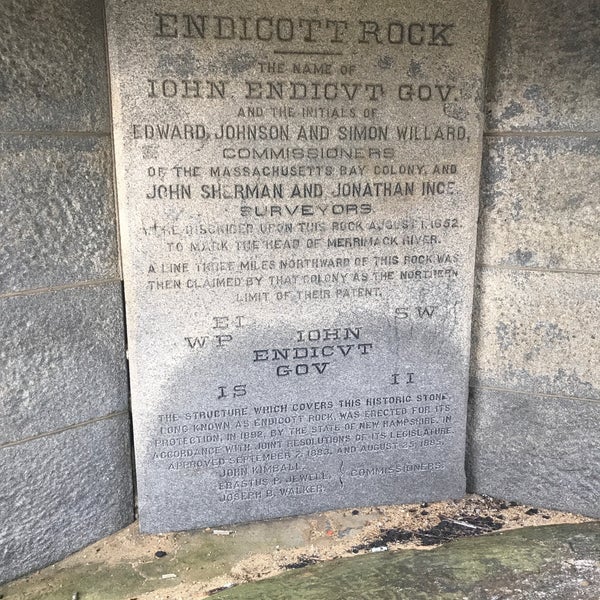 ENDICOTT ROCK
THE NAME OF
IOHN ENDICVT GOV.
AND THE INITIALS OF
EDWARD JOHNSON AND SIMON WILLARD,
COMMISSIONERS
OF THE MASSACHUSETTS BAY COLONY, AND
JOHN SHERMAN AND JONATHAN INCE
SURVEYORS
WERE INSCRIBED UPON THIS ROCK AUGUST 1, 1652,
TO MARK THE HEAD OF MERRIMACK RIVER.
A LINE THREE MILES NORTHWARD OF THIS ROCK WAS
THEN CLAIMED BY THAT COLONY AS THE NORTHERN
LIMIT OF THEIR PATENT.
EI SW
WP IOHN
ENDICVT
GOV
IS II
THE STRUCTURE WHICH COVERS THIS HISTORIC STONE,
LONG KNOWN AS ENDICOTT ROCK, WAS ERECTED FOR ITS
PROTECTION, IN 1892, BY THE STATE OF NEW HAMPSHIRE, IN
ACCORDANCE WITH JOINT RESOLUTIONS OF ITS LEGISLATURE
APPROVED SEPTEMBER 7, 1883, AND AUGUST 25, 1885.
JOHN KIMBALL,
ERASTUS P. JEWELL, COMMISSIONERS.
JOSEPH B. WALKER,